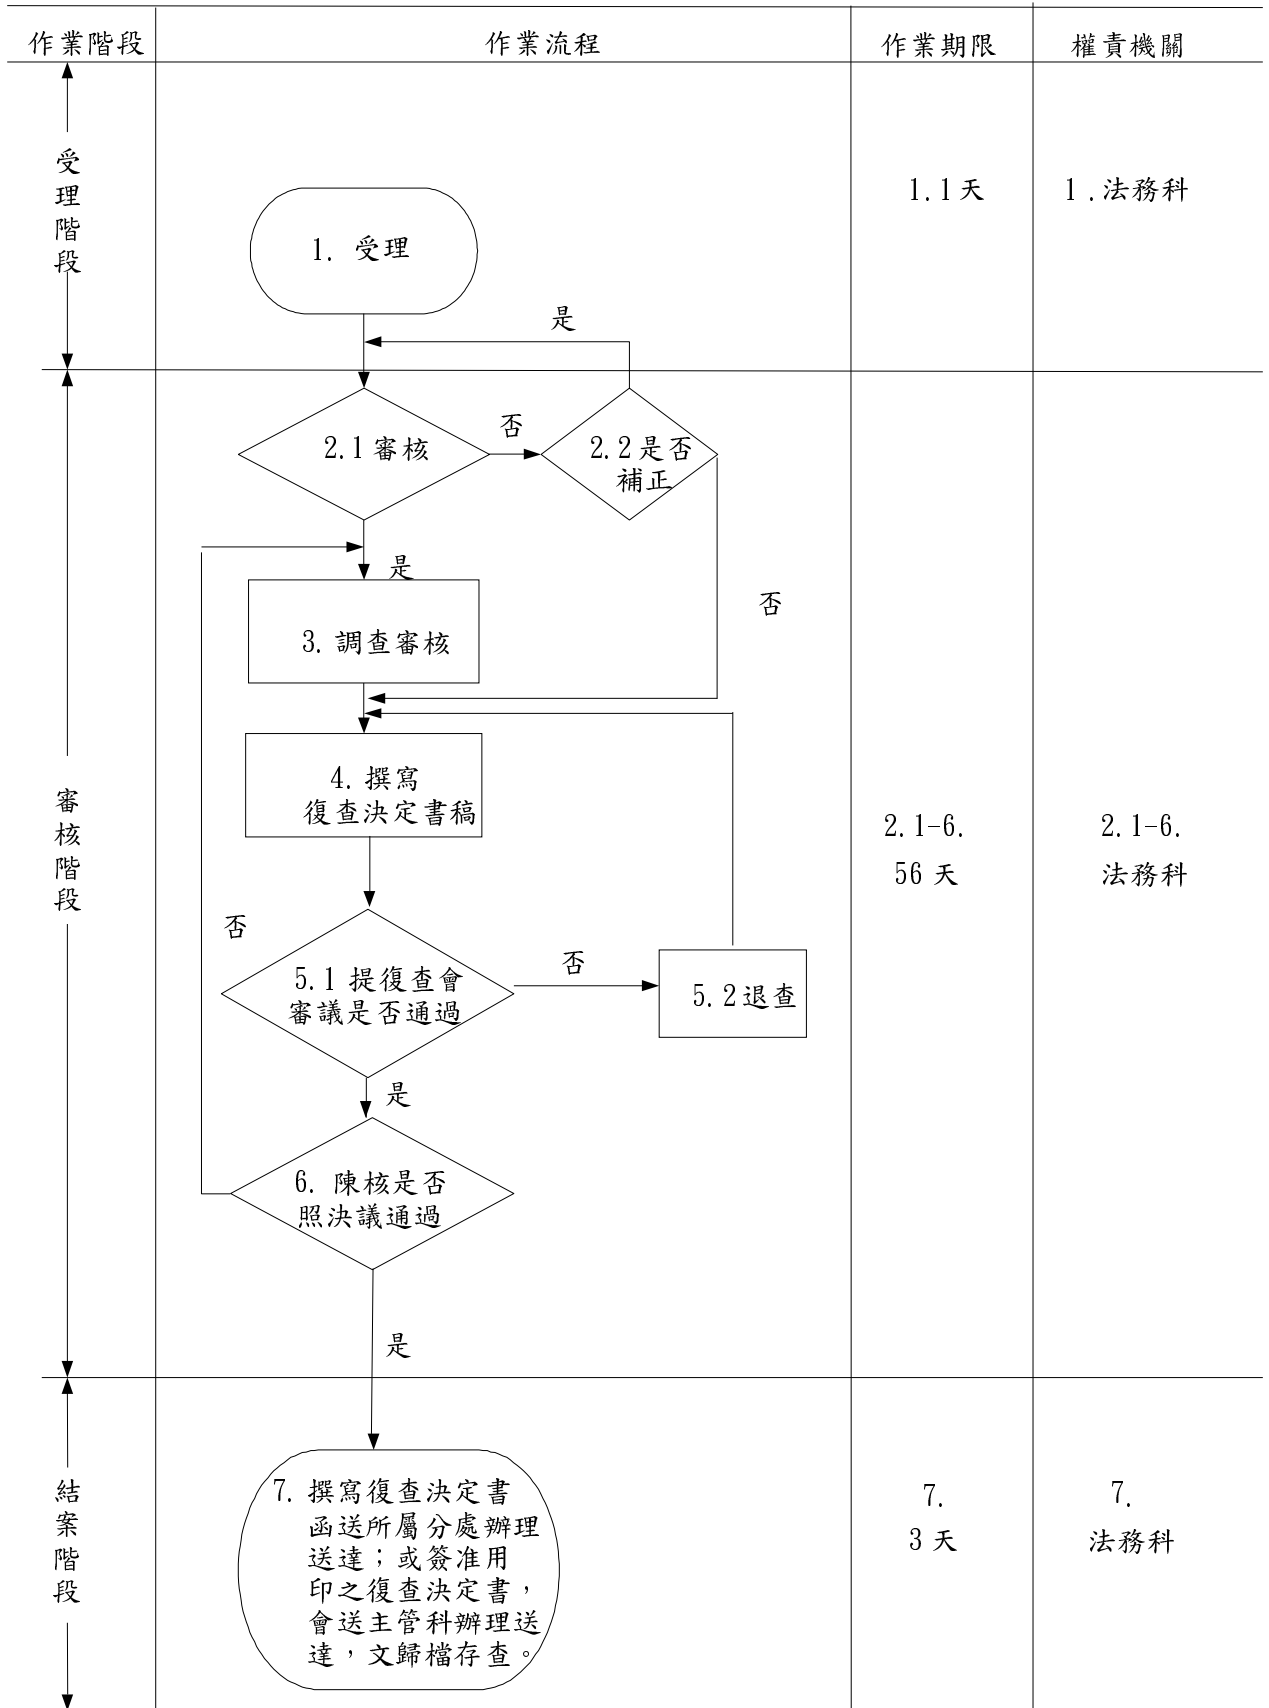 作業階段
作業流程
作業期限
權責機關
受理階段
1. 受理
1.1天
1.法務科
是
2.1審核
否
2.2是否
補正
是
否
3. 調查審核
4. 撰寫
復查決定書稿
審核階段
2.1-6.
56天
2.1-6.
法務科
否
5.1 提復查會
審議是否通過
否
5.2退查
是
6. 陳核是否
照決議通過
是
結案階段
7. 撰寫復查決定書
函送所屬分處辦理
送達；或簽准用
印之復查決定書，
會送主管科辦理送
達，文歸檔存查。
7.
3天
7.
法務科